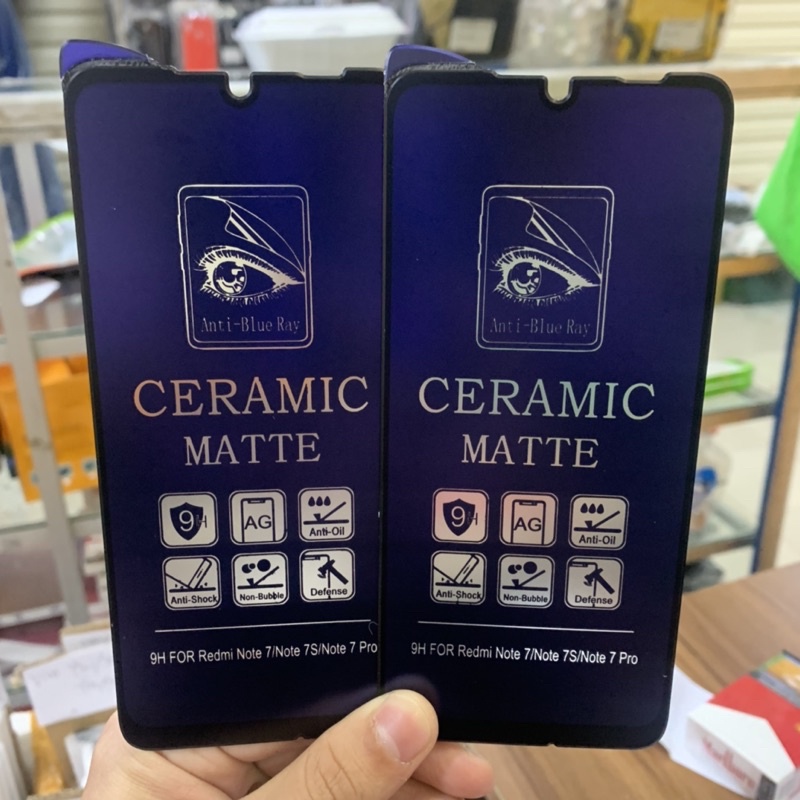 Anti-Blue Ray
CERAMIC
MATTE
9H
AG
Anti-Oil
Anti-Shock
Non-Bubble
Defense
9H FOR Redmi Note 7/Note 7S/Note 7 Pro
Anti-Blue Ray
CERAMIC
MATTE
9H
AG
Anti-Oil
Anti-Shock
Non-Bubble
Defense
9H FOR Redmi Note 7/Note 7S/Note 7 Pro
Marlboro